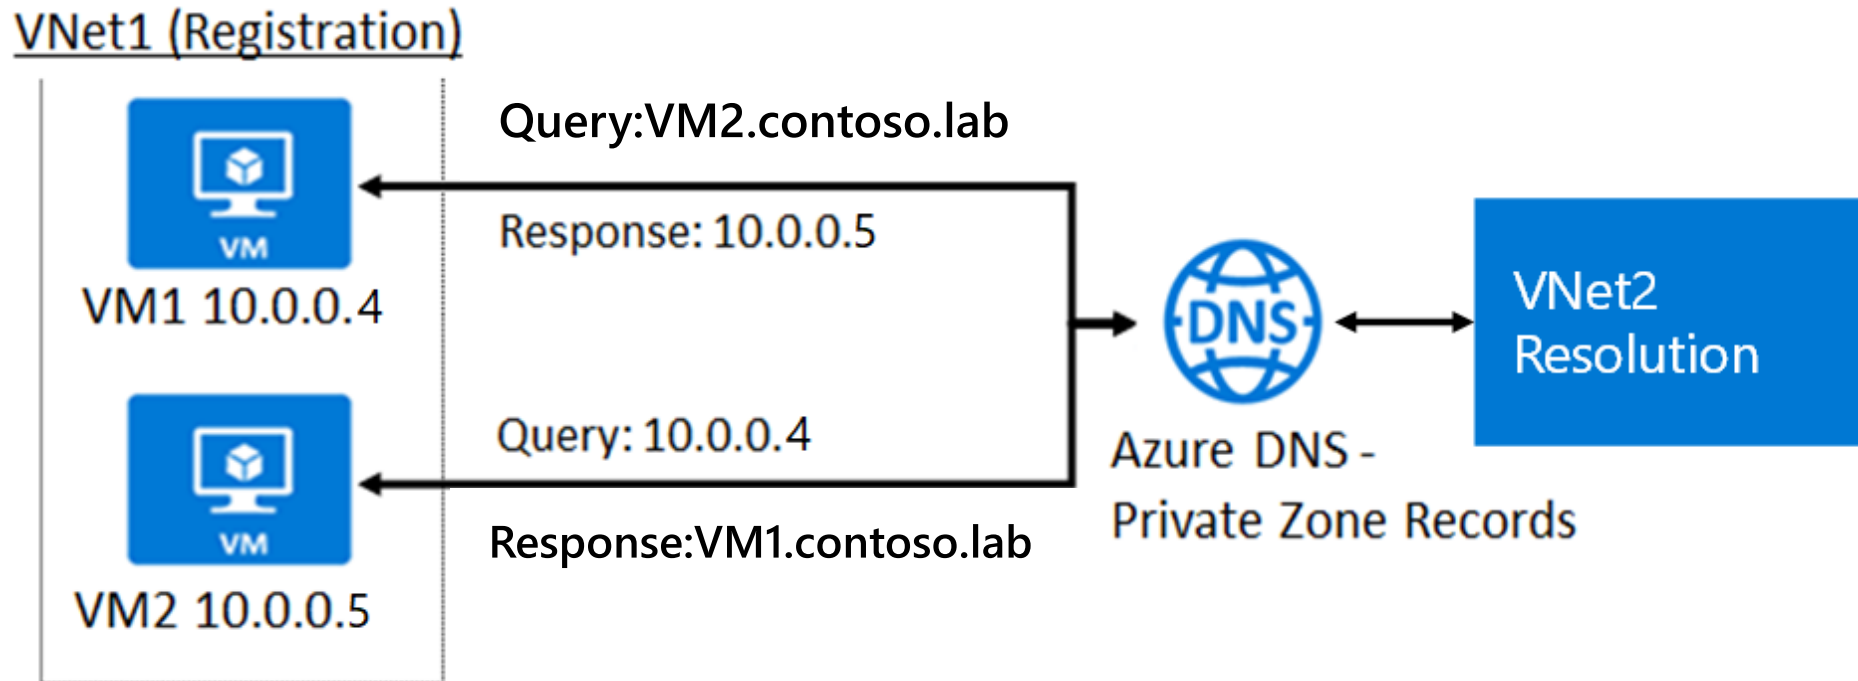 VNet1 (Registration)
Query:VM2.contoso.lab
Response: 10.0.0.5
VM
VM1 10.0.0.4
DNS
VNet2
Resolution
Query: 10.0.0.4
Azure DNS -
Private Zone Records
Response:VM1.contoso.lab
VM
VM2 10.0.0.5